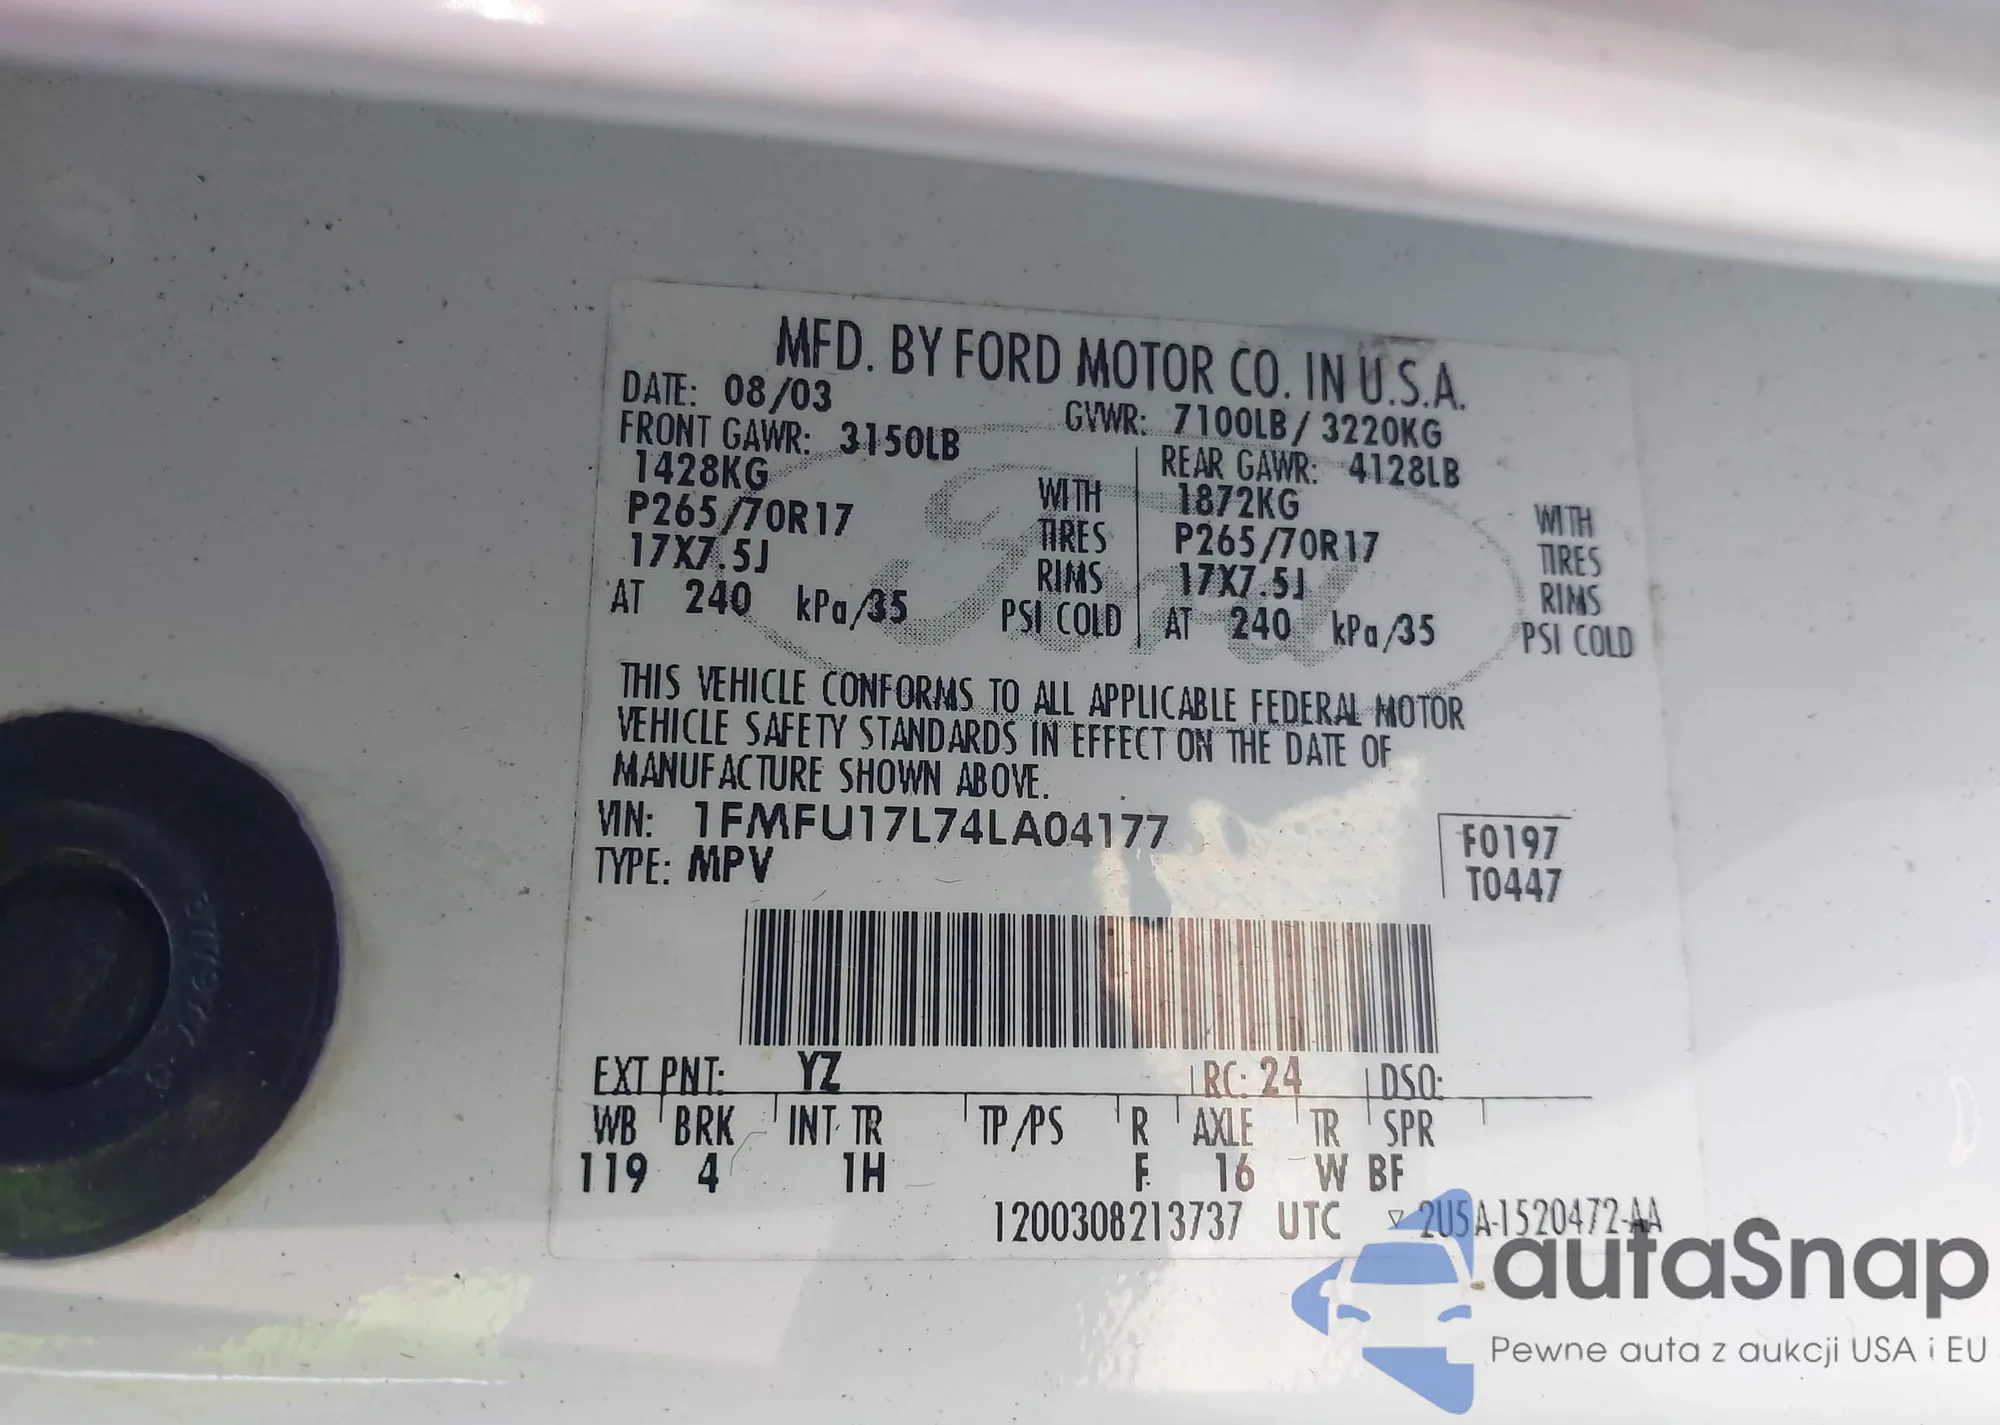 MFD. BY FORD MOTOR CO. IN U.S.A.
DATE: 08/03 GVWR: 7100LB / 3220KG
FRONT GAWR: 3150LB REAR GAWR: 4128LB
1428KG WITH 1872KG WITH
P265/70R17 TIRES P265/70R17 TIRES
17X7.5J RIMS 17X7.5J RIMS
AT 240 kPa/35 PSI COLD AT 240 kPa/35 PSI COLD
Ford
THIS VEHICLE CONFORMS TO ALL APPLICABLE FEDERAL MOTOR
VEHICLE SAFETY STANDARDS IN EFFECT ON THE DATE OF
MANUFACTURE SHOWN ABOVE.
VIN: 1FMFU17L74LA04177 F0197
TYPE: MPV T0447
EXT PNT: YZ RC: 24 DSO:
WB BRK INT TR TP/PS R AXLE TR SPR
119 4 1H F 16 W BF
1200308213737 UTC ▽ 2U5A-1520472-AA
autaSnap
Pewne auta z aukcji USA i EU